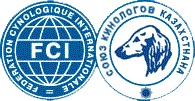 FEDERATION CYNOLOGIQUE INTERNATIONALE
FCI
СОЮЗ КИНОЛОГОВ КАЗАХСТАНА